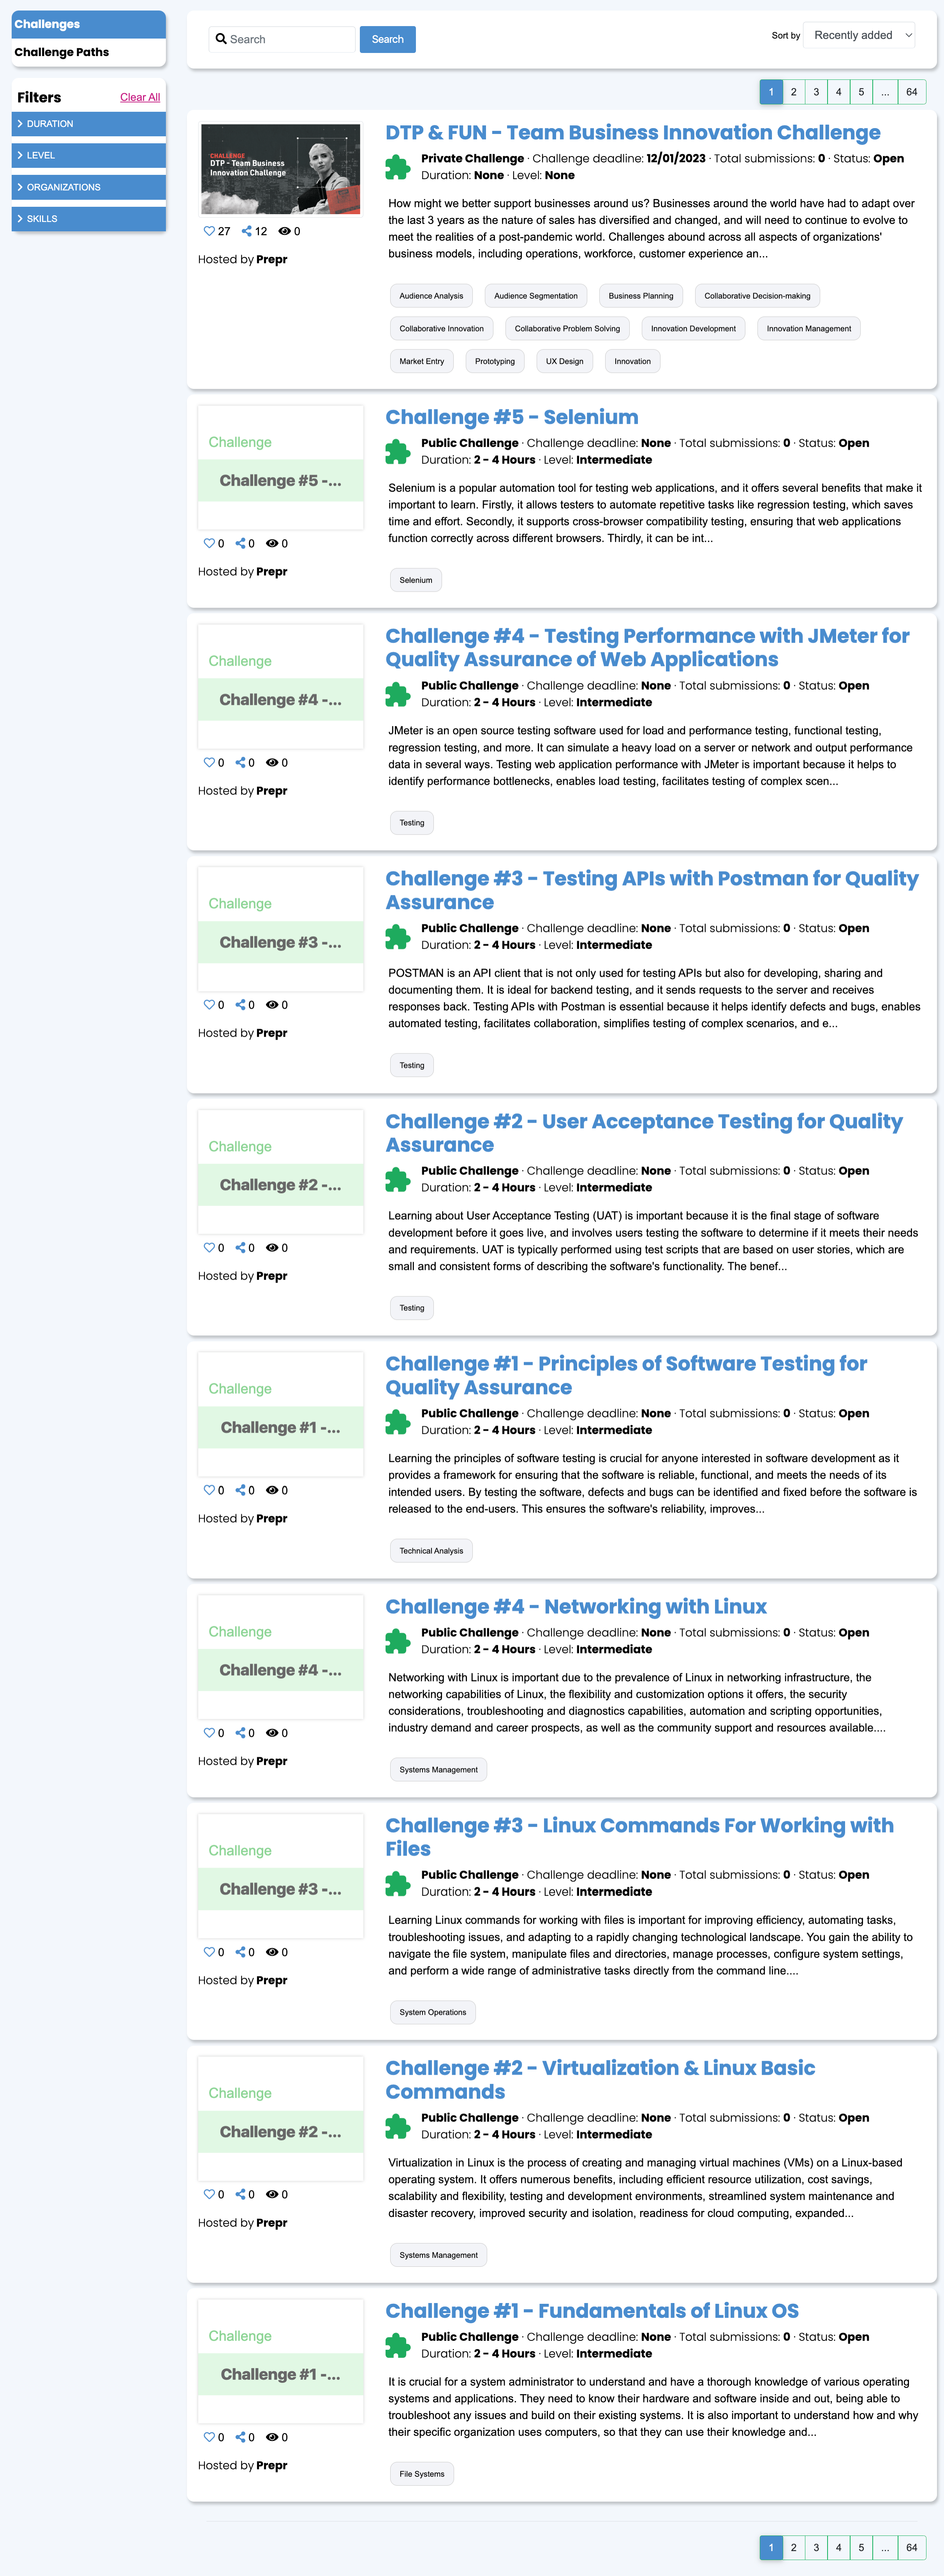 Challenges
Challenge Paths
Filters Clear All
DURATION
LEVEL
ORGANIZATIONS
SKILLS
Search Search Sort by Recently added
1 2 3 4 5 ... 64
CHALLENGE
DTP - Team Business
Innovation Challenge
27 12 0
Hosted by Prepr
DTP & FUN - Team Business Innovation Challenge
Private Challenge · Challenge deadline: 12/01/2023 · Total submissions: 0 · Status: Open
Duration: None · Level: None
How might we better support businesses around us? Businesses around the world have had to adapt over
the last 3 years as the nature of sales has diversified and changed, and will need to continue to evolve to
meet the realities of a post-pandemic world. Challenges abound across all aspects of organizations'
business models, including operations, workforce, customer experience an...
Audience Analysis Audience Segmentation Business Planning Collaborative Decision-making
Collaborative Innovation Collaborative Problem Solving Innovation Development Innovation Management
Market Entry Prototyping UX Design Innovation
Challenge
Challenge #5 -...
0 0 0
Hosted by Prepr
Challenge #5 - Selenium
Public Challenge · Challenge deadline: None · Total submissions: 0 · Status: Open
Duration: 2 - 4 Hours · Level: Intermediate
Selenium is a popular automation tool for testing web applications, and it offers several benefits that make it
important to learn. Firstly, it allows testers to automate repetitive tasks like regression testing, which saves
time and effort. Secondly, it supports cross-browser compatibility testing, ensuring that web applications
function correctly across different browsers. Thirdly, it can be int...
Selenium
Challenge
Challenge #4 -...
0 0 0
Hosted by Prepr
Challenge #4 - Testing Performance with JMeter for
Quality Assurance of Web Applications
Public Challenge · Challenge deadline: None · Total submissions: 0 · Status: Open
Duration: 2 - 4 Hours · Level: Intermediate
JMeter is an open source testing software used for load and performance testing, functional testing,
regression testing, and more. It can simulate a heavy load on a server or network and output performance
data in several ways. Testing web application performance with JMeter is important because it helps to
identify performance bottlenecks, enables load testing, facilitates testing of complex scen...
Testing
Challenge
Challenge #3 -...
0 0 0
Hosted by Prepr
Challenge #3 - Testing APIs with Postman for Quality
Assurance
Public Challenge · Challenge deadline: None · Total submissions: 0 · Status: Open
Duration: 2 - 4 Hours · Level: Intermediate
POSTMAN is an API client that is not only used for testing APIs but also for developing, sharing and
documenting them. It is ideal for backend testing, and it sends requests to the server and receives
responses back. Testing APIs with Postman is essential because it helps identify defects and bugs, enables
automated testing, facilitates collaboration, simplifies testing of complex scenarios, and e...
Testing
Challenge
Challenge #2 -...
0 0 0
Hosted by Prepr
Challenge #2 - User Acceptance Testing for Quality
Assurance
Public Challenge · Challenge deadline: None · Total submissions: 0 · Status: Open
Duration: 2 - 4 Hours · Level: Intermediate
Learning about User Acceptance Testing (UAT) is important because it is the final stage of software
development before it goes live, and involves users testing the software to determine if it meets their needs
and requirements. UAT is typically performed using test scripts that are based on user stories, which are
small and consistent forms of describing the software's functionality. The benef...
Testing
Challenge
Challenge #1 -...
0 0 0
Hosted by Prepr
Challenge #1 - Principles of Software Testing for
Quality Assurance
Public Challenge · Challenge deadline: None · Total submissions: 0 · Status: Open
Duration: 2 - 4 Hours · Level: Intermediate
Learning the principles of software testing is crucial for anyone interested in software development as it
provides a framework for ensuring that the software is reliable, functional, and meets the needs of its
intended users. By testing the software, defects and bugs can be identified and fixed before the software is
released to the end-users. This ensures the software's reliability, improves...
Technical Analysis
Challenge
Challenge #4 -...
0 0 0
Hosted by Prepr
Challenge #4 - Networking with Linux
Public Challenge · Challenge deadline: None · Total submissions: 0 · Status: Open
Duration: 2 - 4 Hours · Level: Intermediate
Networking with Linux is important due to the prevalence of Linux in networking infrastructure, the
networking capabilities of Linux, the flexibility and customization options it offers, the security
considerations, troubleshooting and diagnostics capabilities, automation and scripting opportunities,
industry demand and career prospects, as well as the community support and resources available....
Systems Management
Challenge
Challenge #3 -...
0 0 0
Hosted by Prepr
Challenge #3 - Linux Commands For Working with
Files
Public Challenge · Challenge deadline: None · Total submissions: 0 · Status: Open
Duration: 2 - 4 Hours · Level: Intermediate
Learning Linux commands for working with files is important for improving efficiency, automating tasks,
troubleshooting issues, and adapting to a rapidly changing technological landscape. You gain the ability to
navigate the file system, manipulate files and directories, manage processes, configure system settings,
and perform a wide range of administrative tasks directly from the command line....
System Operations
Challenge
Challenge #2 -...
0 0 0
Hosted by Prepr
Challenge #2 - Virtualization & Linux Basic
Commands
Public Challenge · Challenge deadline: None · Total submissions: 0 · Status: Open
Duration: 2 - 4 Hours · Level: Intermediate
Virtualization in Linux is the process of creating and managing virtual machines (VMs) on a Linux-based
operating system. It offers numerous benefits, including efficient resource utilization, cost savings,
scalability and flexibility, testing and development environments, streamlined system maintenance and
disaster recovery, improved security and isolation, readiness for cloud computing, expanded...
Systems Management
Challenge
Challenge #1 -...
0 0 0
Hosted by Prepr
Challenge #1 - Fundamentals of Linux OS
Public Challenge · Challenge deadline: None · Total submissions: 0 · Status: Open
Duration: 2 - 4 Hours · Level: Intermediate
It is crucial for a system administrator to understand and have a thorough knowledge of various operating
systems and applications. They need to know their hardware and software inside and out, being able to
troubleshoot any issues and build on their existing systems. It is also important to understand how and why
their specific organization uses computers, so that they can use their knowledge and...
File Systems
1 2 3 4 5 ... 64